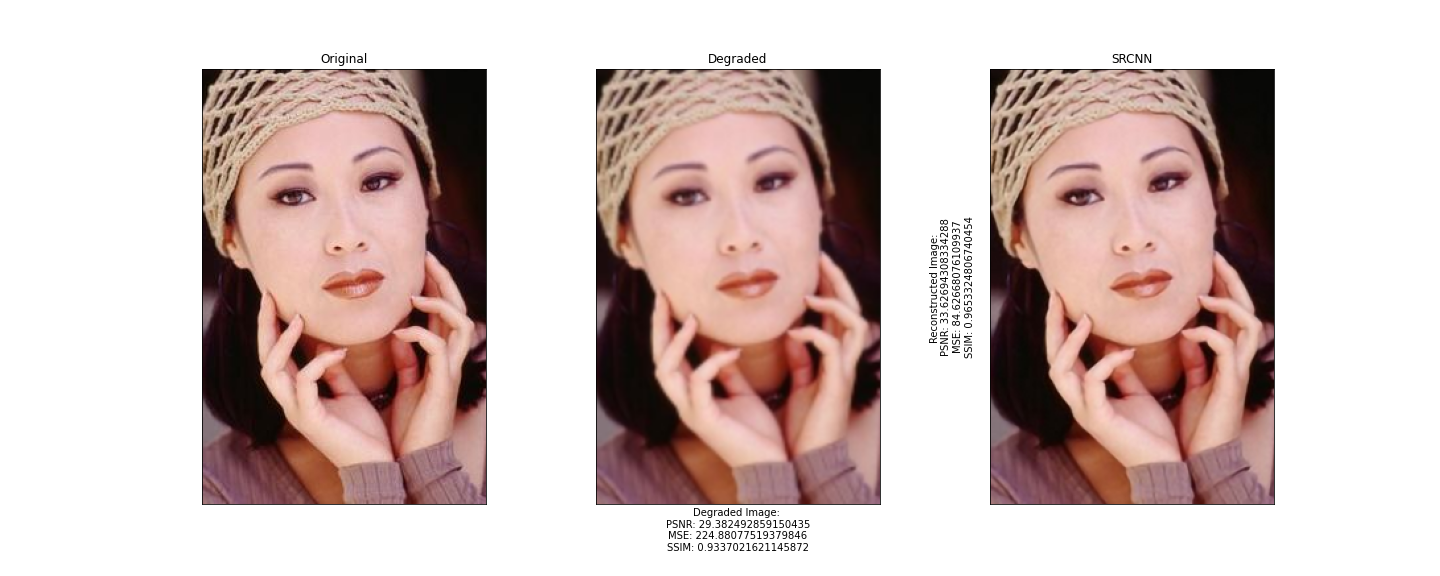 Original
Degraded
SRCNN
Degraded Image:
PSNR: 29.382492859150435
MSE: 224.88077519379846
SSIM: 0.9337021621145872
Reconstructed Image:
PSNR: 33.62694308334288
MSE: 84.62668076109937
SSIM: 0.9653324806740454